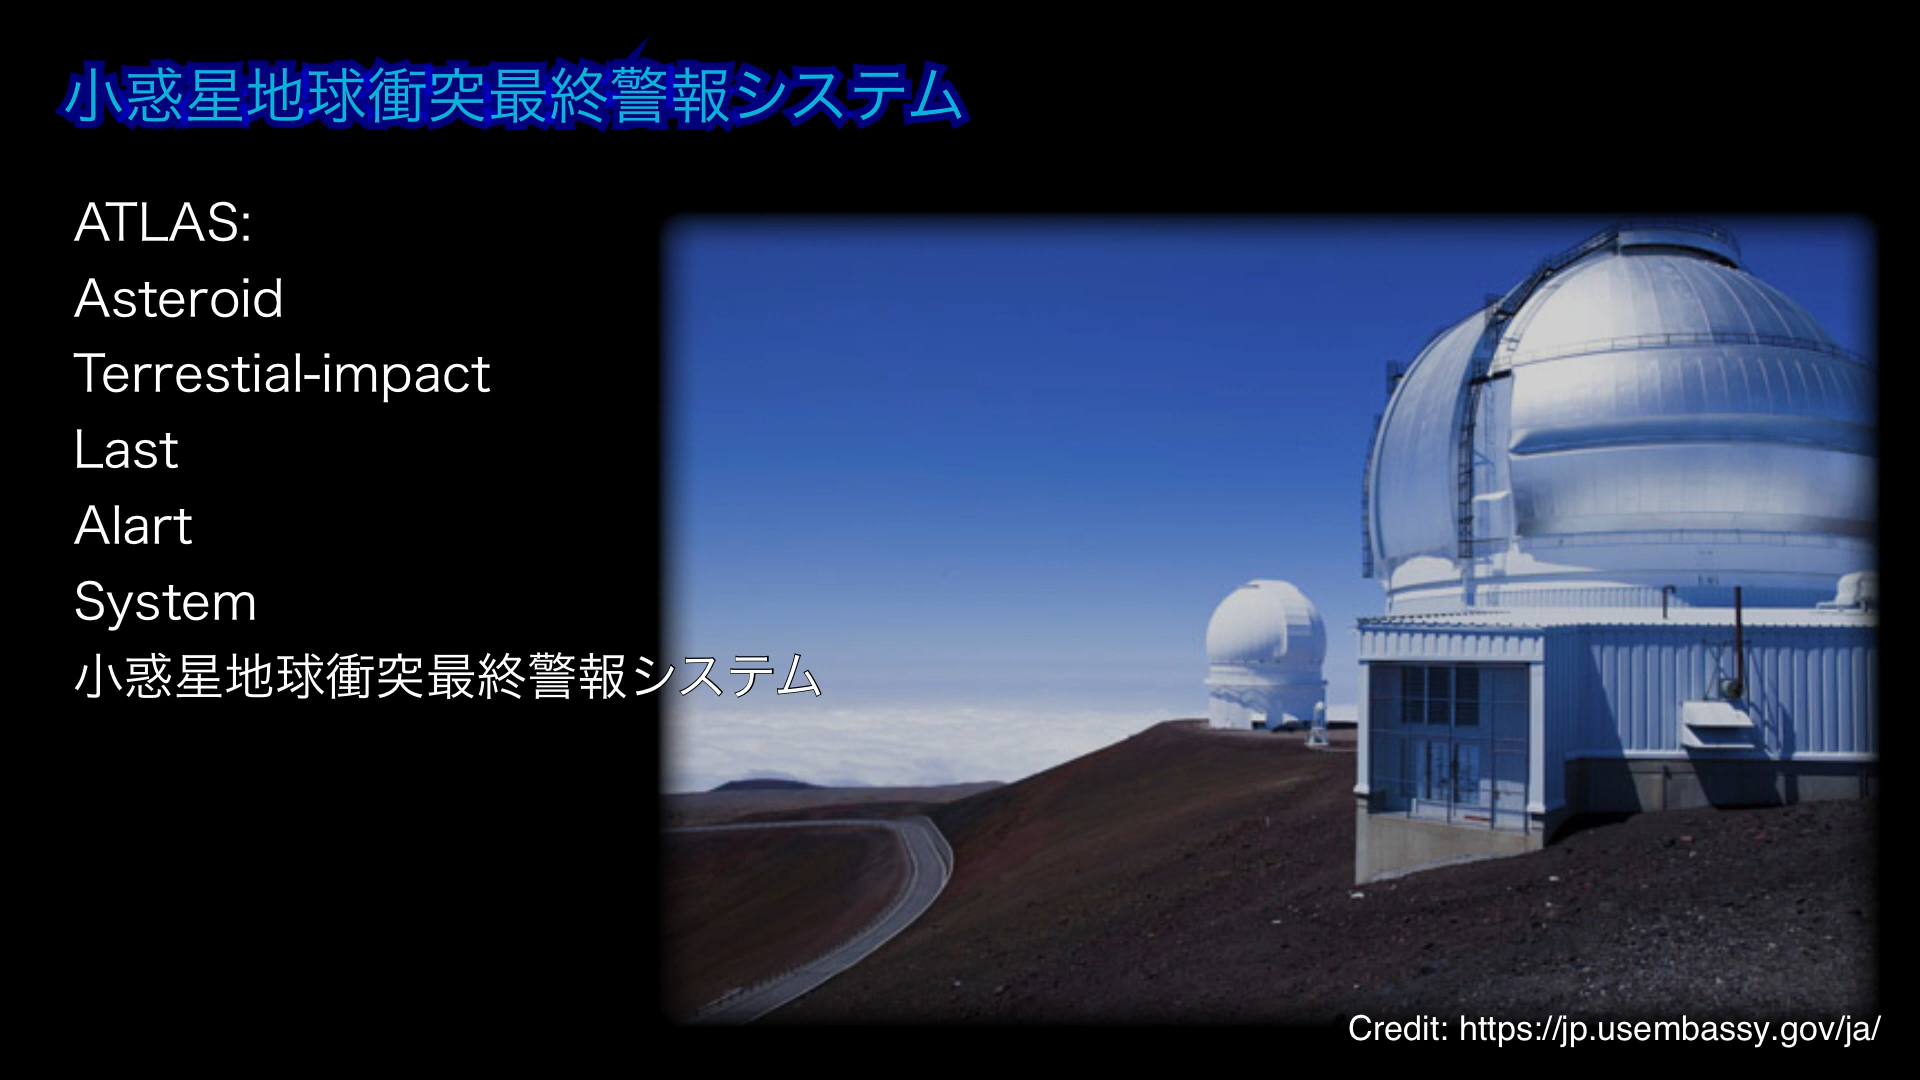 小惑星地球衝突最終警報システム
ATLAS:
Asteroid
Terrestial-impact
Last
Alart
System
小惑星地球衝突最終警報システム
Credit: https://jp.usembassy.gov/ja/